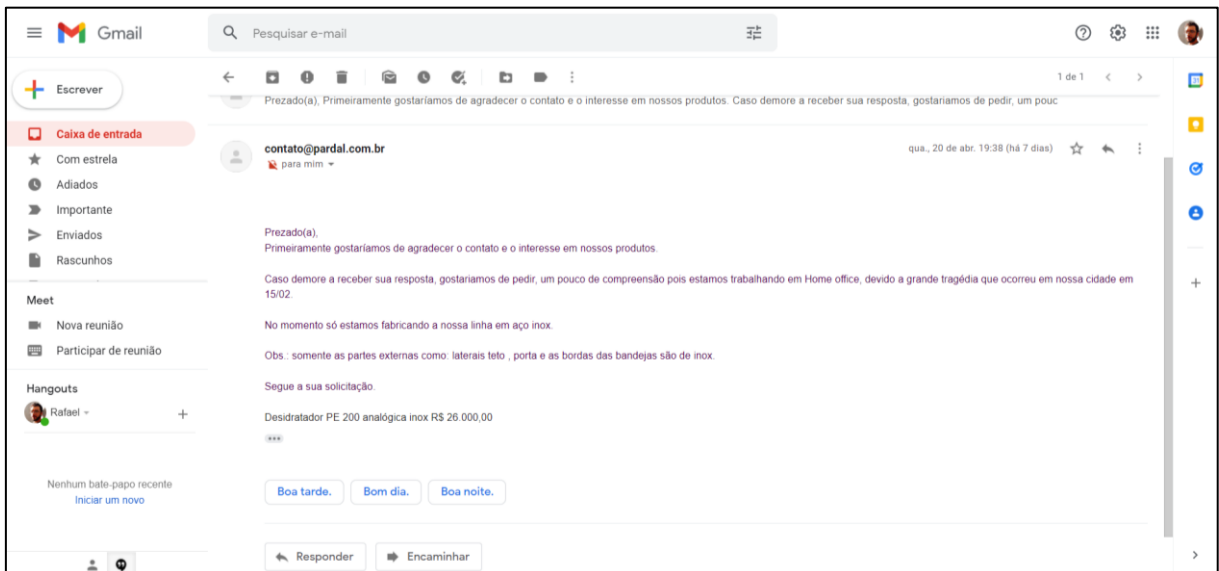 Gmail
Pesquisar e-mail
Escrever
1 de 1
Prezado(a), Primeiramente gostaríamos de agradecer o contato e o interesse em nossos produtos. Caso demore a receber sua resposta, gostariamos de pedir, um pouc
Caixa de entrada
Com estrela
Adiados
Importante
Enviados
Rascunhos
Meet
Nova reunião
Participar de reunião
Hangouts
Rafael
Nenhum bate-papo recente
Iniciar um novo
contato@pardal.com.br
qua., 20 de abr. 19:38 (há 7 dias)
para mim
Prezado(a),
Primeiramente gostaríamos de agradecer o contato e o interesse em nossos produtos.
Caso demore a receber sua resposta, gostariamos de pedir, um pouco de compreensão pois estamos trabalhando em Home office, devido a grande tragédia que ocorreu em nossa cidade em
15/02.
No momento só estamos fabricando a nossa linha em aço inox.
Obs.: somente as partes externas como: laterais teto , porta e as bordas das bandejas são de inox.
Segue a sua solicitação.
Desidratador PE 200 analógica inox R$ 26.000,00
Boa tarde.
Bom dia.
Boa noite.
Responder
Encaminhar
31